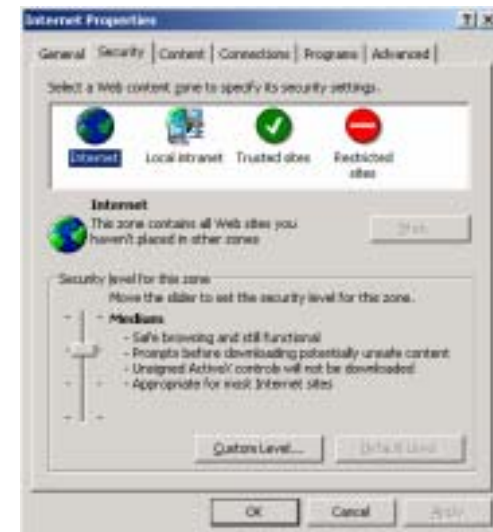 Internet Properties
General Security Content Connections Programs Advanced
Select a Web content zone to specify its security settings.
Internet Local intranet Trusted sites Restricted sites
Internet
This zone contains all Web sites you
haven't placed in other zones
Sites...
Security level for this zone
Move the slider to set the security level for this zone.
Medium
- Safe browsing and still functional
- Prompts before downloading potentially unsafe content
- Unsigned ActiveX controls will not be downloaded
- Appropriate for most Internet sites
Custom Level... Default Level
OK Cancel Apply